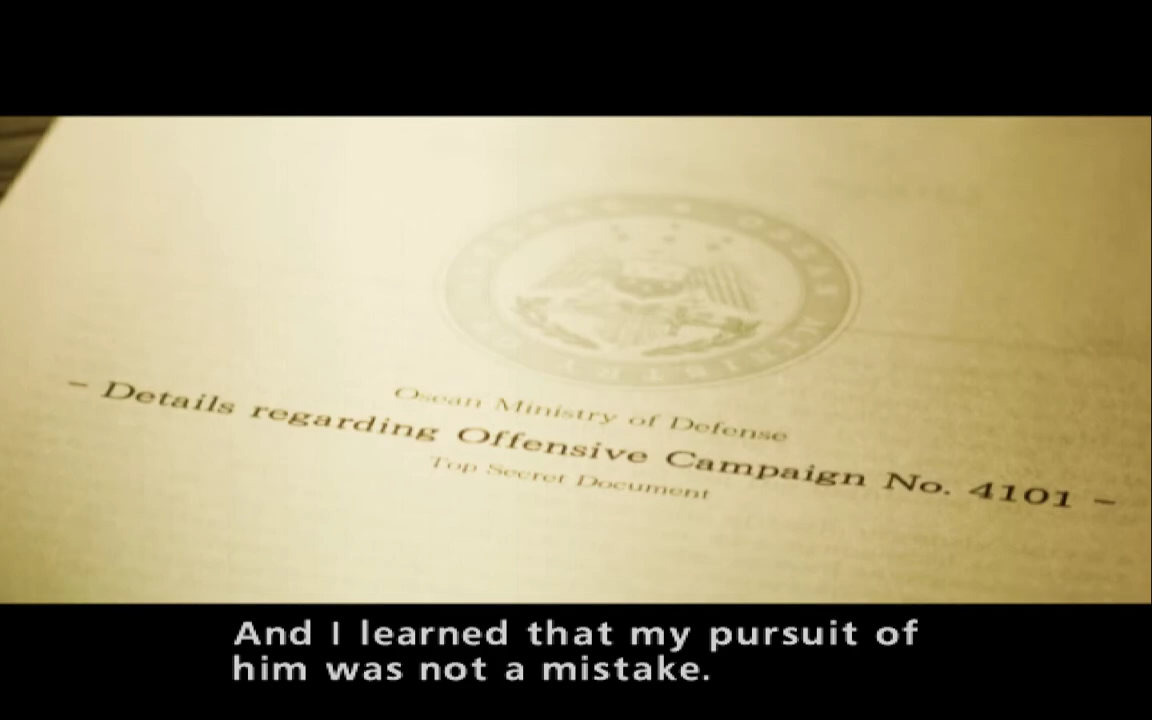 Osean Ministry of Defense
– Details regarding Offensive Campaign No. 4101 –
Top Secret Document
And I learned that my pursuit of
him was not a mistake.